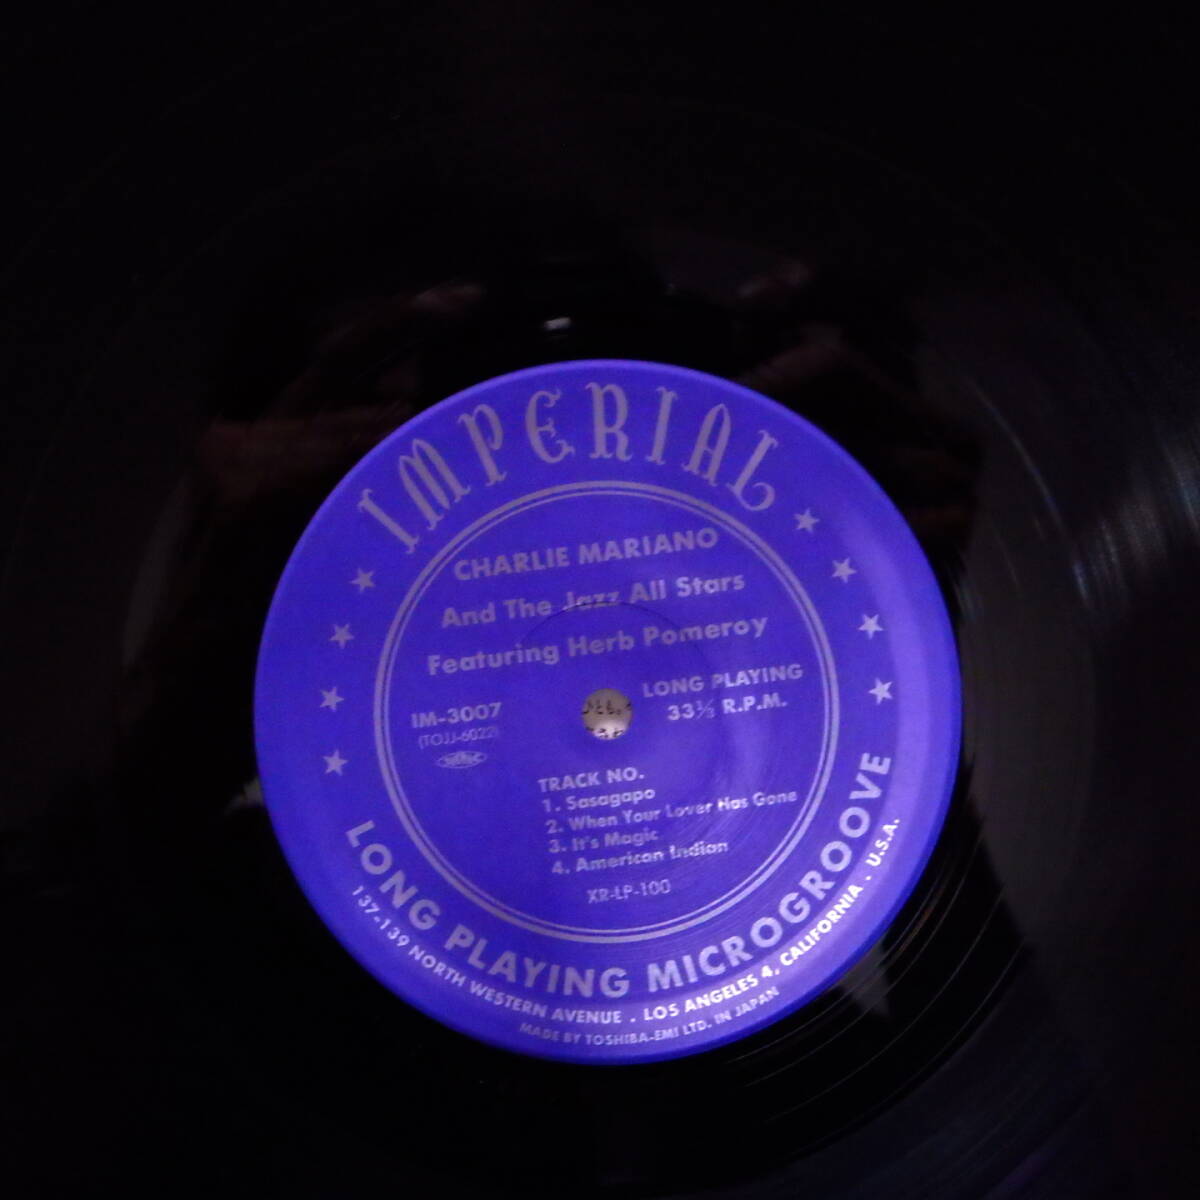 IMPERIAL
CHARLIE MARIANO
And The Jazz All Stars
Featuring Herb Pomeroy
IM-3007
(TOJJ-6022)
LONG PLAYING
33⅓ R.P.M.
TRACK NO.
1. Sasagapo
2. When Your Lover Has Gone
3. It's Magic
4. American Indian
XR-LP-100
LONG PLAYING MICROGROOVE
137-139 NORTH WESTERN AVENUE . LOS ANGELES 4, CALIFORNIA . U.S.A.
MADE BY TOSHIBA-EMI LTD. IN JAPAN